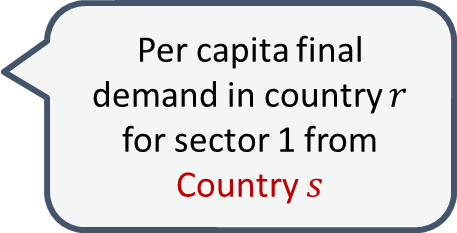 Per capita final
demand in country r
for sector 1 from
Country s